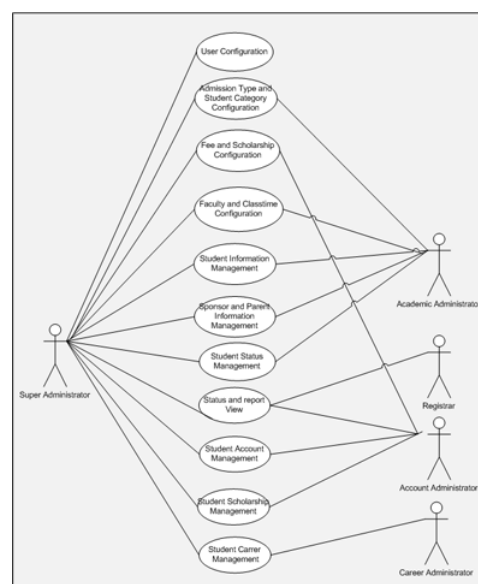 User Configuration
Admission Type and
Student Category
Configuration
Fee and Scholarship
Configuration
Faculty and Classtime
Configuration
Student Information
Management
Academic Administrator
Sponsor and Parent
Information
Management
Student Status
Management
Super Administrator
Status and report
View
Registrar
Student Account
Management
Account Administrator
Student Scholarship
Management
Student Carrer
Management
Career Administrator